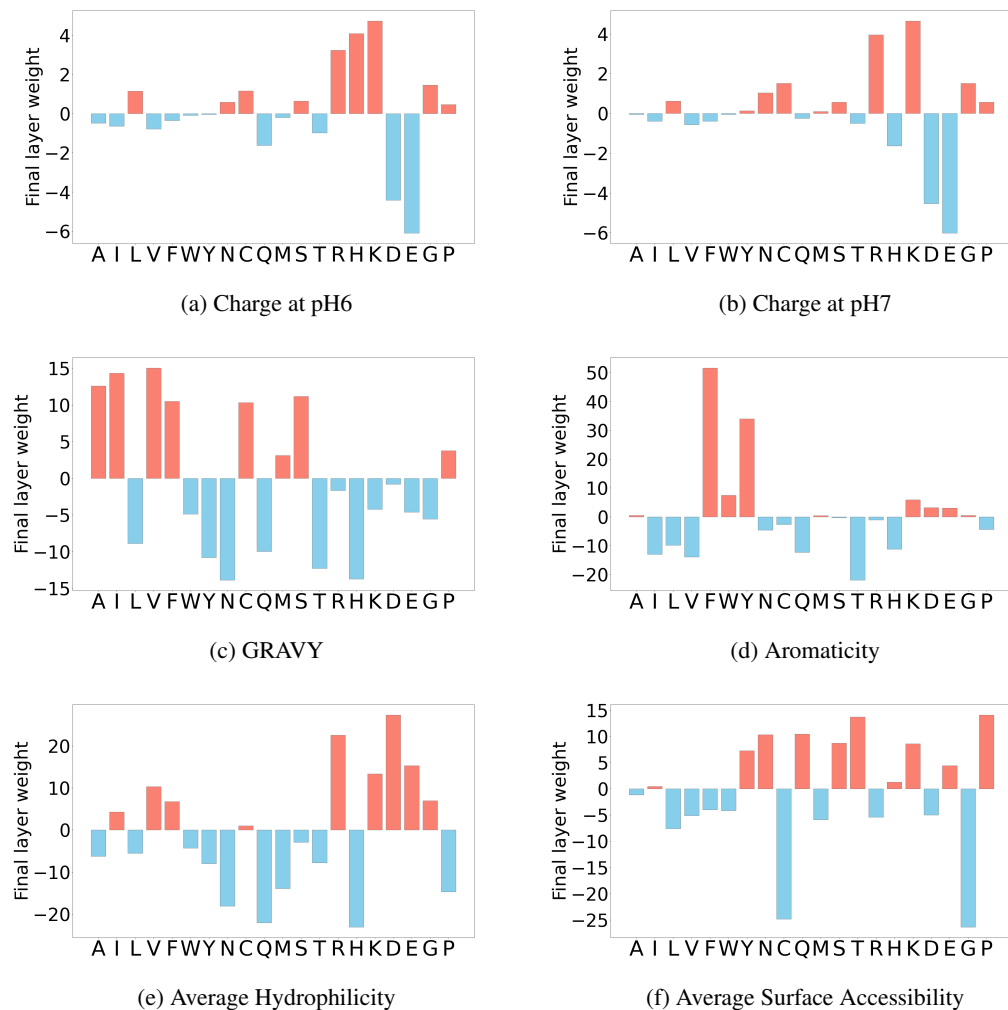 Final layer weight
4
2
0
−2
−4
−6
A I L V F W Y N C Q M S T R H K D E G P
(a) Charge at pH6
Final layer weight
4
2
0
−2
−4
−6
A I L V F W Y N C Q M S T R H K D E G P
(b) Charge at pH7
Final layer weight
15
10
5
0
−5
−10
−15
A I L V F W Y N C Q M S T R H K D E G P
(c) GRAVY
Final layer weight
50
40
30
20
10
0
−10
−20
A I L V F W Y N C Q M S T R H K D E G P
(d) Aromaticity
Final layer weight
20
10
0
−10
−20
A I L V F W Y N C Q M S T R H K D E G P
(e) Average Hydrophilicity
Final layer weight
15
10
5
0
−5
−10
−15
−20
−25
A I L V F W Y N C Q M S T R H K D E G P
(f) Average Surface Accessibility